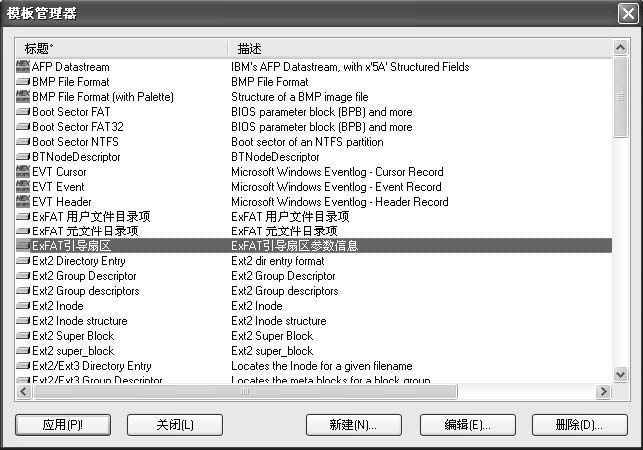 模板管理器
标题^ 描述
AFP Datastream IBM's AFP Datastream, with x'5A' Structured Fields
BMP File Format BMP File Format
BMP File Format (with Palette) Structure of a BMP image file
Boot Sector FAT BIOS parameter block (BPB) and more
Boot Sector FAT32 BIOS parameter block (BPB) and more
Boot Sector NTFS Boot sector of an NTFS partition
BTNodeDescriptor BTNodeDescriptor
EVT Cursor Microsoft Windows Eventlog - Cursor Record
EVT Event Microsoft Windows Eventlog - Event Record
EVT Header Microsoft Windows Eventlog - Header Record
ExFAT 用户文件目录项 ExFAT 用户文件目录项
ExFAT 元文件目录项 ExFAT 元文件目录项
ExFAT引导扇区 ExFAT引导扇区参数信息
Ext2 Directory Entry Ext2 dir entry format
Ext2 Group Descriptor Ext2 Group Descriptor
Ext2 Group descriptors Ext2 Group descriptors
Ext2 Inode Ext2 Inode
Ext2 Inode structure Ext2 Inode structure
Ext2 Super Block Ext2 Super Block
Ext2 super_block Ext2 super_block
Ext2/Ext3 Directory Entry Locates the Inode for a given filename
Ext2/Ext3 Group Descriptor Locates the meta blocks for a block group
应用(P)! 关闭(L) 新建(N)... 编辑(E)... 删除(D)...